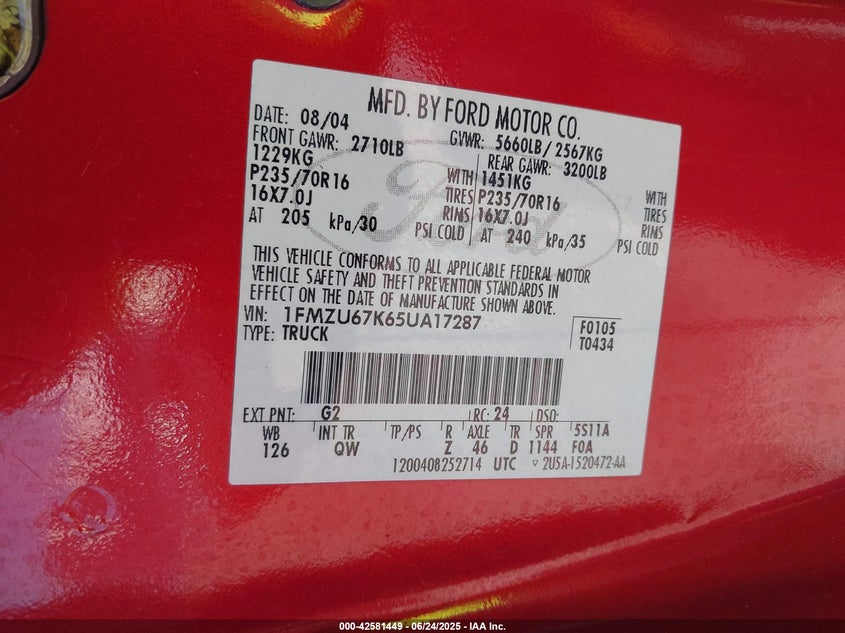 MFD. BY FORD MOTOR CO.
DATE: 08/04 GVWR: 5660LB/2567KG
FRONT GAWR: 2710LB REAR GAWR: 3200LB
1229KG WITH 1451KG WITH
P235/70R16 TIRES P235/70R16 TIRES
16X7.0J RIMS 16X7.0J RIMS
AT 205 kPa/30 PSI COLD AT 240 kPa/35 PSI COLD
Ford
THIS VEHICLE CONFORMS TO ALL APPLICABLE FEDERAL MOTOR
VEHICLE SAFETY AND THEFT PREVENTION STANDARDS IN
EFFECT ON THE DATE OF MANUFACTURE SHOWN ABOVE.
VIN: 1FMZU67K65UA17287 F0105
TYPE: TRUCK T0434
EXT PNT: G2 RC: 24 DSO:
WB INT TR TP/PS R AXLE TR SPR 5S11A
126 QW Z 46 D 1144 F0A
1200408252714 UTC ▽ 2U5A-1520472-AA
000-42581449 - 06/24/2025 - IAA Inc.